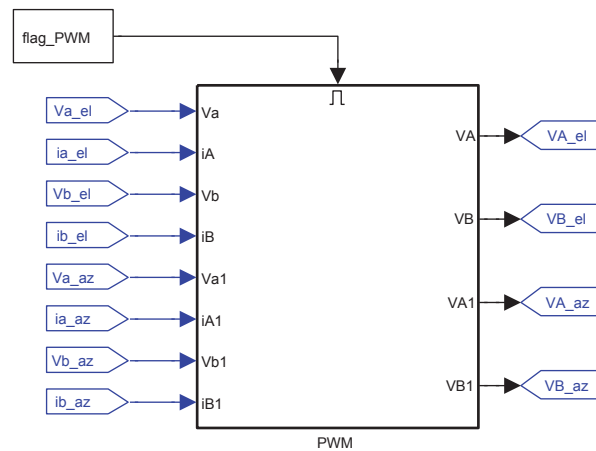 flag_PWM
Va_el
Va
ia_el
iA
VA
VA_el
Vb_el
Vb
ib_el
iB
VB
VB_el
Va_az
Va1
ia_az
iA1
VA1
VA_az
Vb_az
Vb1
ib_az
iB1
VB1
VB_az
PWM